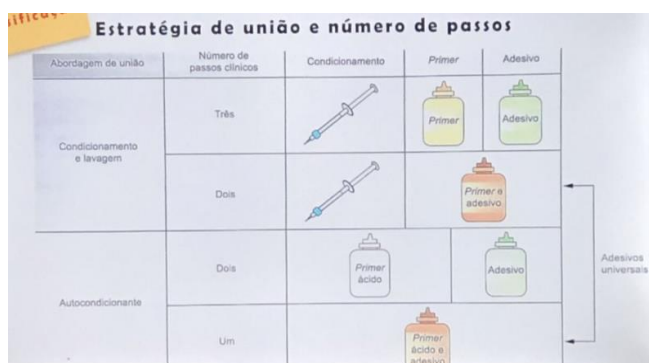 Estratégia de união e número de passos
Abordagem de união
Número de
passos clínicos
Condicionamento
Primer
Adesivo
Condicionamento
e lavagem
Três
Primer
Adesivo
Dois
Primer e
adesivo
Autocondicionante
Dois
Primer
ácido
Adesivo
Um
Primer
ácido e
adesivo
Adesivos
universais